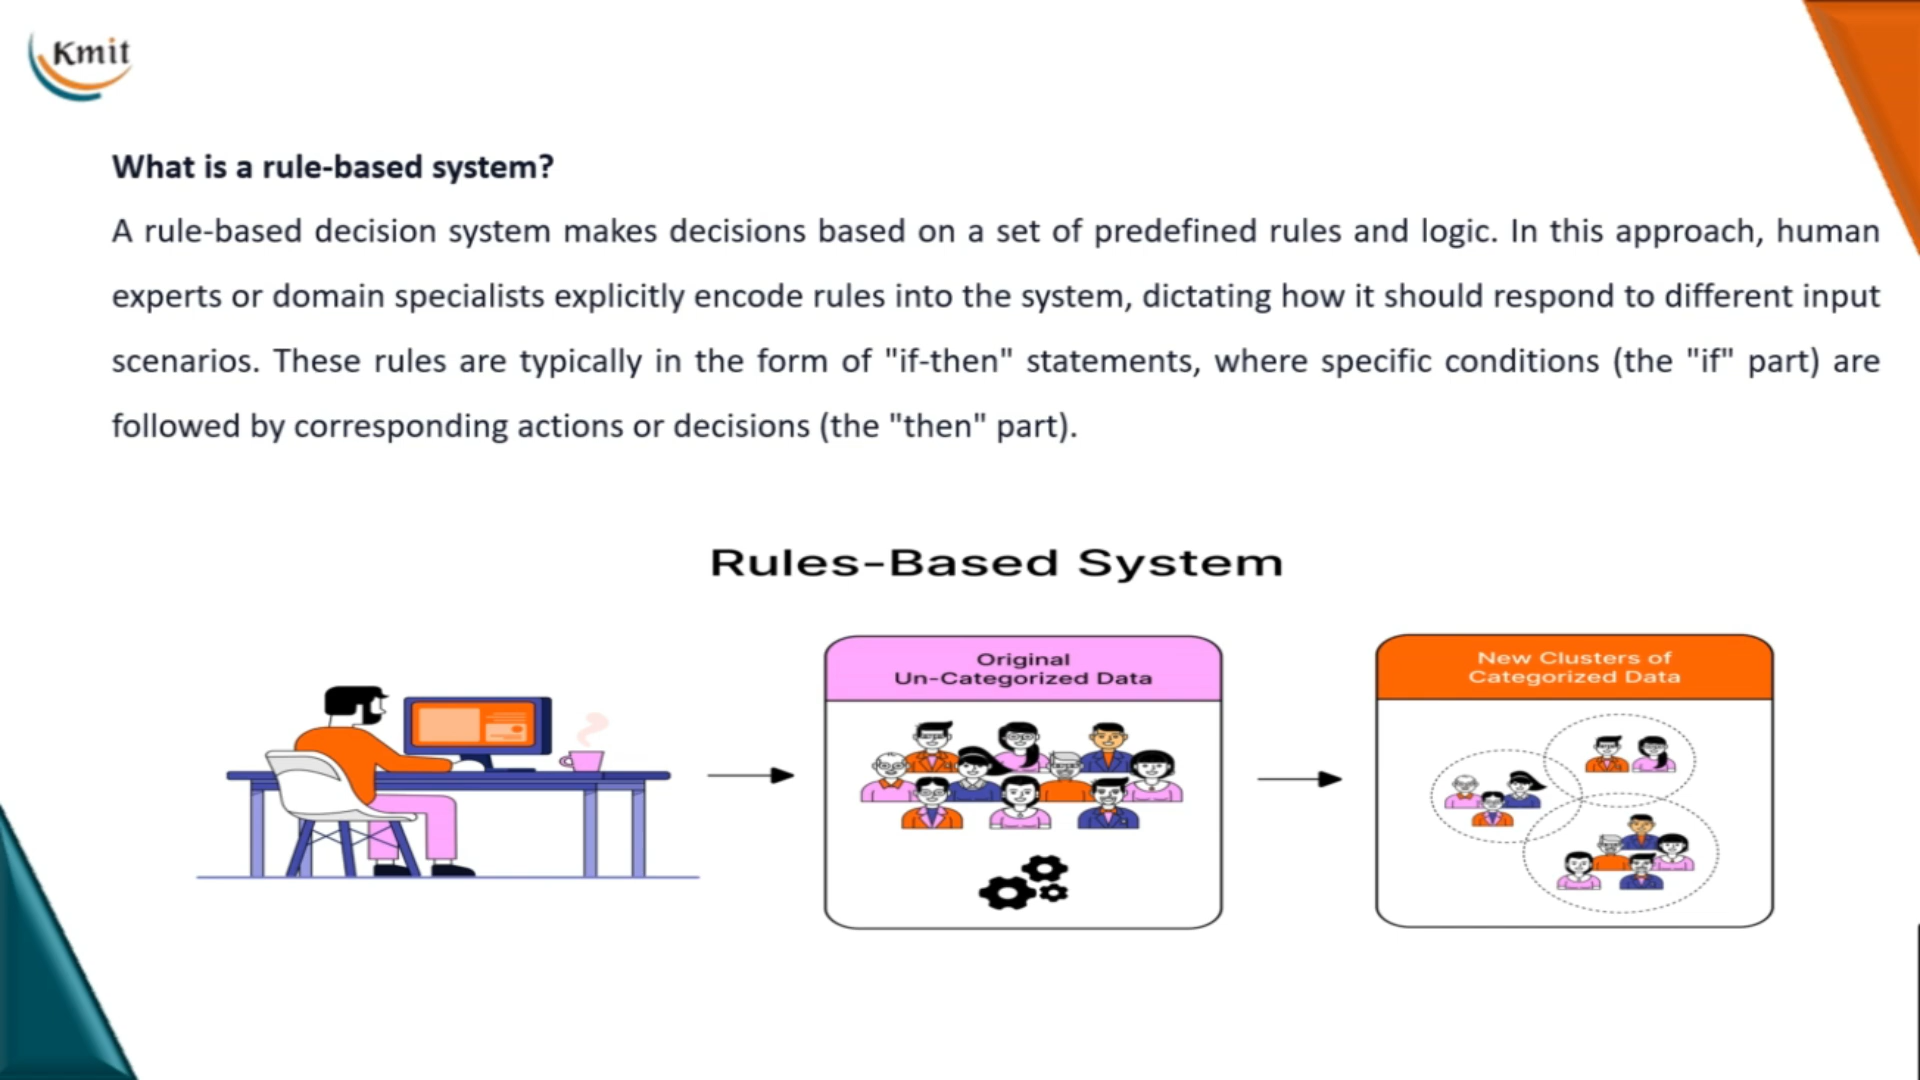 Kmit
What is a rule-based system?
A rule-based decision system makes decisions based on a set of predefined rules and logic. In this approach, human
experts or domain specialists explicitly encode rules into the system, dictating how it should respond to different input
scenarios. These rules are typically in the form of "if-then" statements, where specific conditions (the "if" part) are
followed by corresponding actions or decisions (the "then" part).
Rules-Based System
Original
Un-Categorized Data
New Clusters of
Categorized Data